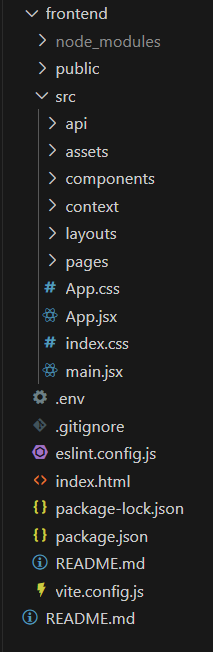 frontend
node_modules
public
src
api
assets
components
context
layouts
pages
App.css
App.jsx
index.css
main.jsx
.env
.gitignore
eslint.config.js
index.html
package-lock.json
package.json
README.md
vite.config.js
README.md